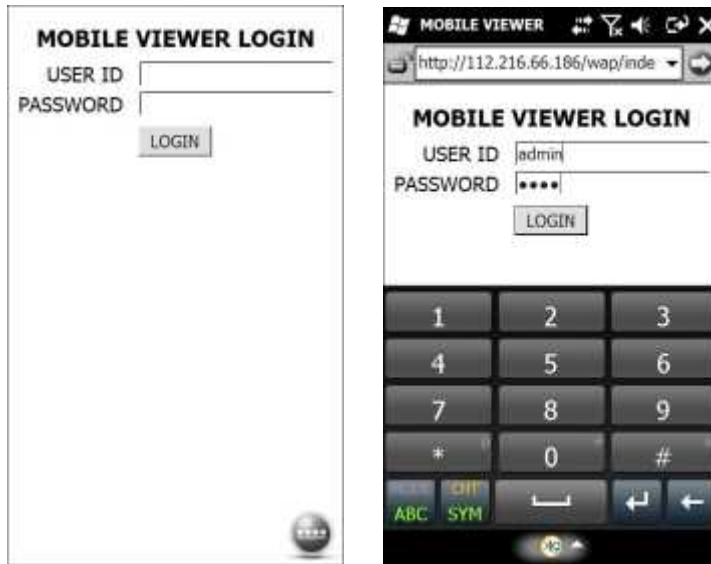 MOBILE VIEWER LOGIN
USER ID
PASSWORD
LOGIN
MOBILE VIEWER
http://112.216.66.186/wap/inde
MOBILE VIEWER LOGIN
USER ID admin
PASSWORD ••••
LOGIN
1 2 3
4 5 6
7 8 9
* 0 #
ABC SYM